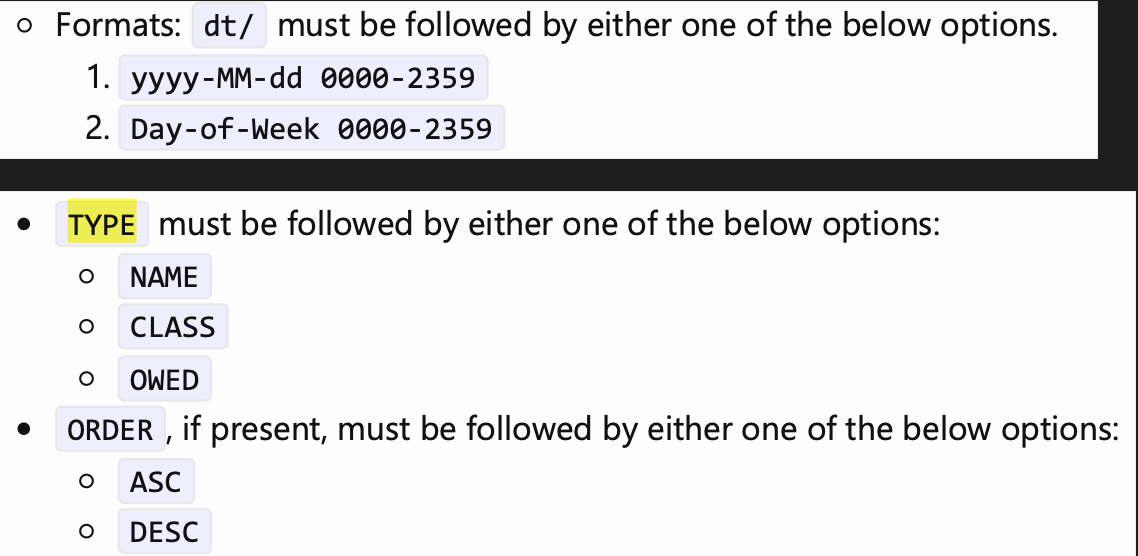 Formats: dt/ must be followed by either one of the below options.
1. yyyy-MM-dd 0000-2359
2. Day-of-Week 0000-2359
TYPE must be followed by either one of the below options:
NAME
CLASS
OWED
ORDER, if present, must be followed by either one of the below options:
ASC
DESC